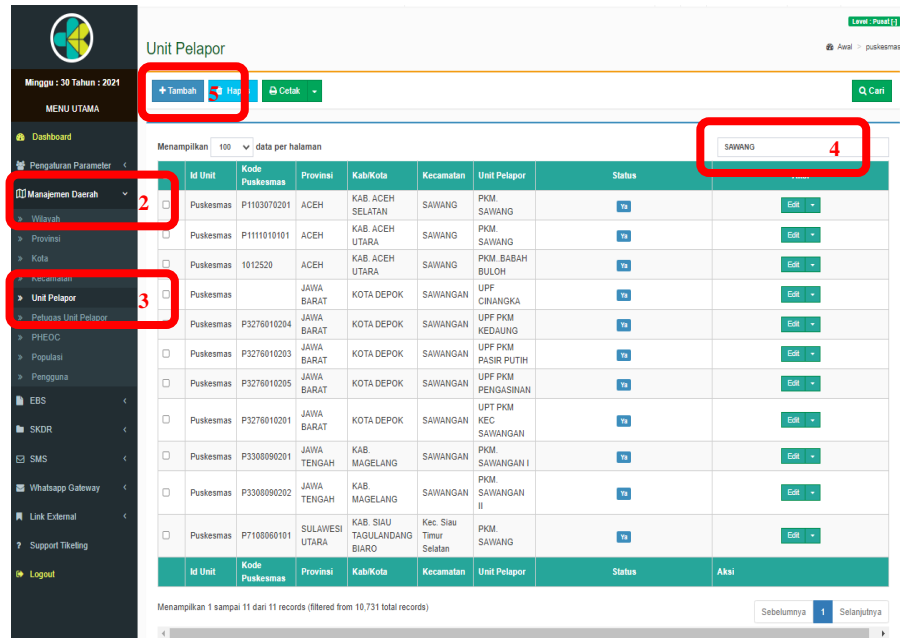 Level : Pusat [-]
Unit Pelapor
Awal > puskesmas
Minggu : 30 Tahun : 2021
MENU UTAMA
+ Tambah
5
Cetak
Cari
Dashboard
Pengaturan Parameter
Manajemen Daerah
2
» Wilayah
» Provinsi
» Kota
» Kecamatan
» Unit Pelapor
3
» Petugas Unit Pelapor
» PHEOC
» Populasi
» Pengguna
EBS
SKDR
SMS
Whatsapp Gateway
Link External
? Support Tiketing
Logout
Menampilkan 100 data per halaman
SAWANG
4
Id Unit Kode Puskesmas Provinsi Kab/Kota Kecamatan Unit Pelapor Status Aksi
Puskesmas P1103070201 ACEH KAB. ACEH SELATAN SAWANG PKM. SAWANG Ya Edit
Puskesmas P1111010101 ACEH KAB. ACEH UTARA SAWANG PKM. SAWANG Ya Edit
Puskesmas 1012520 ACEH KAB. ACEH UTARA SAWANG PKM. BABAH BULOH Ya Edit
Puskesmas JAWA BARAT KOTA DEPOK SAWANGAN UPF CINANGKA Ya Edit
Puskesmas P3276010204 JAWA BARAT KOTA DEPOK SAWANGAN UPF PKM KEDAUNG Ya Edit
Puskesmas P3276010203 JAWA BARAT KOTA DEPOK SAWANGAN UPF PKM PASIR PUTIH Ya Edit
Puskesmas P3276010205 JAWA BARAT KOTA DEPOK SAWANGAN UPF PKM PENGASINAN Ya Edit
Puskesmas P3276010201 JAWA BARAT KOTA DEPOK SAWANGAN UPT PKM KEC SAWANGAN Ya Edit
Puskesmas P3308090201 JAWA TENGAH KAB. MAGELANG SAWANGAN PKM. SAWANGAN I Ya Edit
Puskesmas P3308090202 JAWA TENGAH KAB. MAGELANG SAWANGAN PKM. SAWANGAN II Ya Edit
Puskesmas P7108060101 SULAWESI UTARA KAB. SIAU TAGULANDANG BIARO Kec. Siau Timur Selatan PKM. SAWANG Ya Edit
Id Unit Kode Puskesmas Provinsi Kab/Kota Kecamatan Unit Pelapor Status Aksi
Menampilkan 1 sampai 11 dari 11 records (filtered from 10,731 total records)
Sebelumnya 1 Selanjutnya